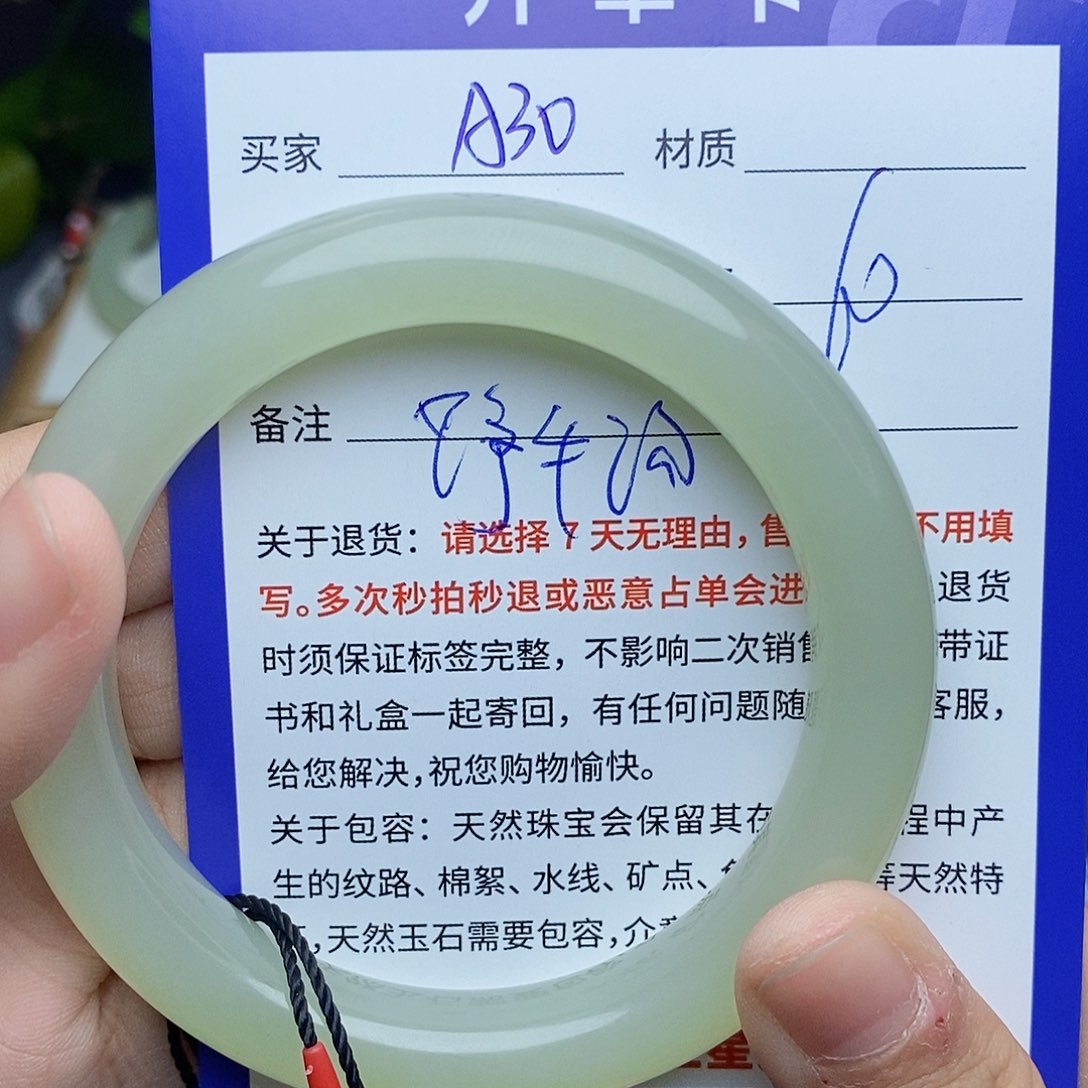 买家 A30 材质
60
备注 野牛沟
关于退货：请选择7天无理由，售 不用填
写。多次秒拍秒退或恶意占单会进 退货
时须保证标签完整，不影响二次销售 带证
书和礼盒一起寄回，有任何问题随 客服，
给您解决，祝您购物愉快。
关于包容：天然珠宝会保留其在 程中产
生的纹路、棉絮、水线、矿点、 等天然特
，天然玉石需要包容，介意